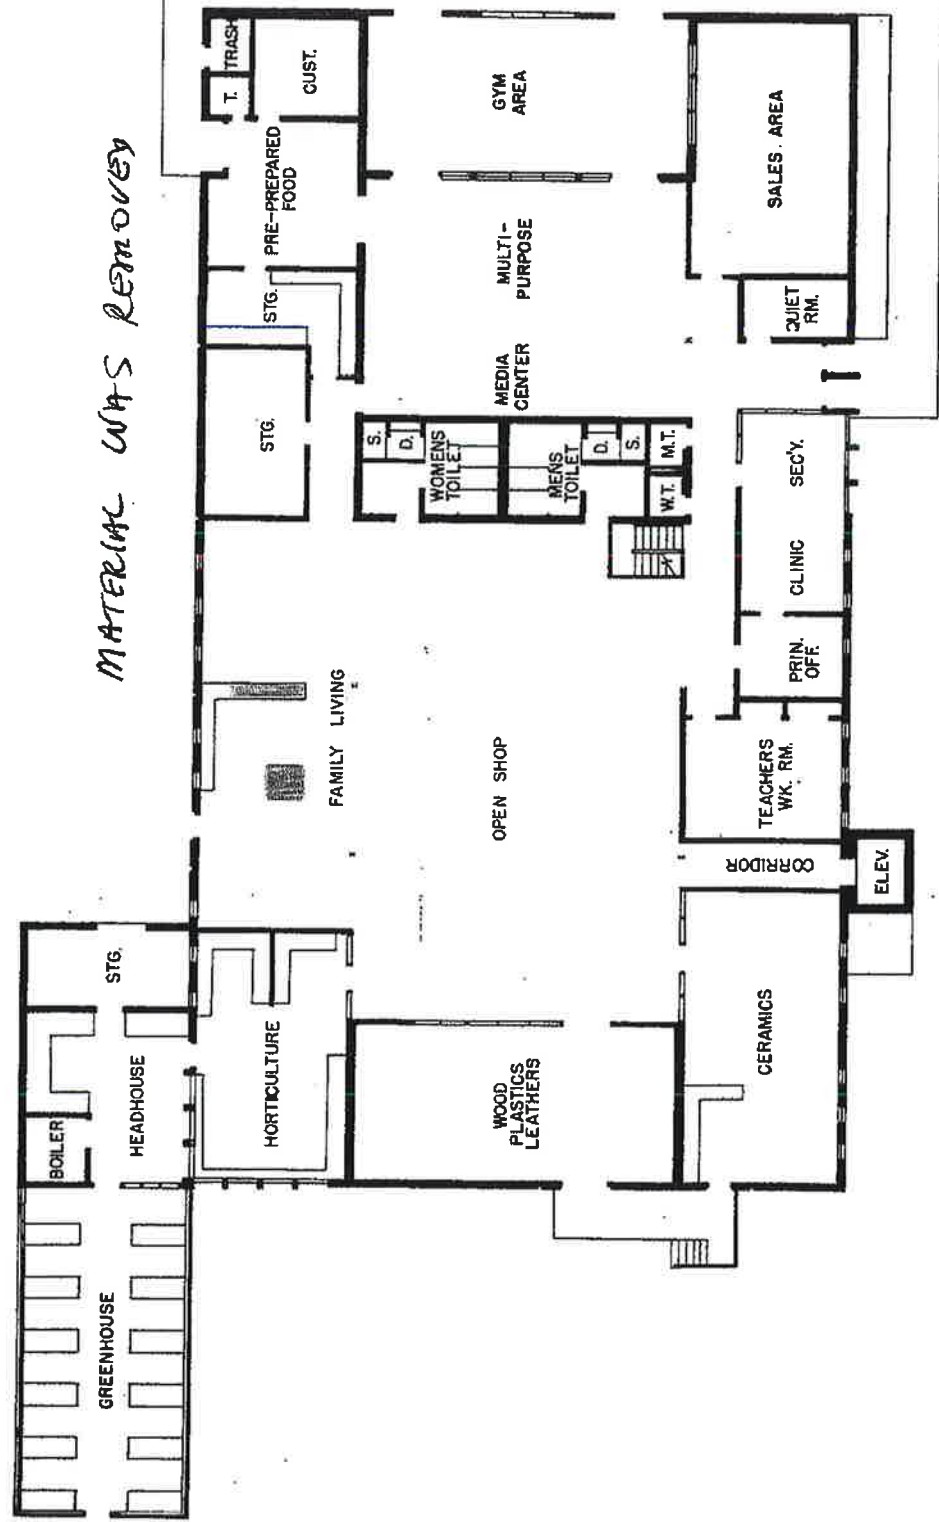 MATERIAL WAS REMOVED
GREENHOUSE
BOILER
HEADHOUSE
STG.
HORTICULTURE
FAMILY LIVING
STG.
STG.
PRE-PREPARED
FOOD
T.
TRASH
CUST.
WOOD
PLASTICS
LEATHERS
OPEN SHOP
S.
D.
WOMENS
TOILET
MENS
TOILET
D.
S.
W.T.
M.T.
MEDIA
CENTER
MULTI-
PURPOSE
GYM
AREA
CERAMICS
CORRIDOR
ELEV.
TEACHERS
WK. RM.
PRIN.
OFF.
CLINIC
SEC'Y.
QUIET
RM.
SALES AREA